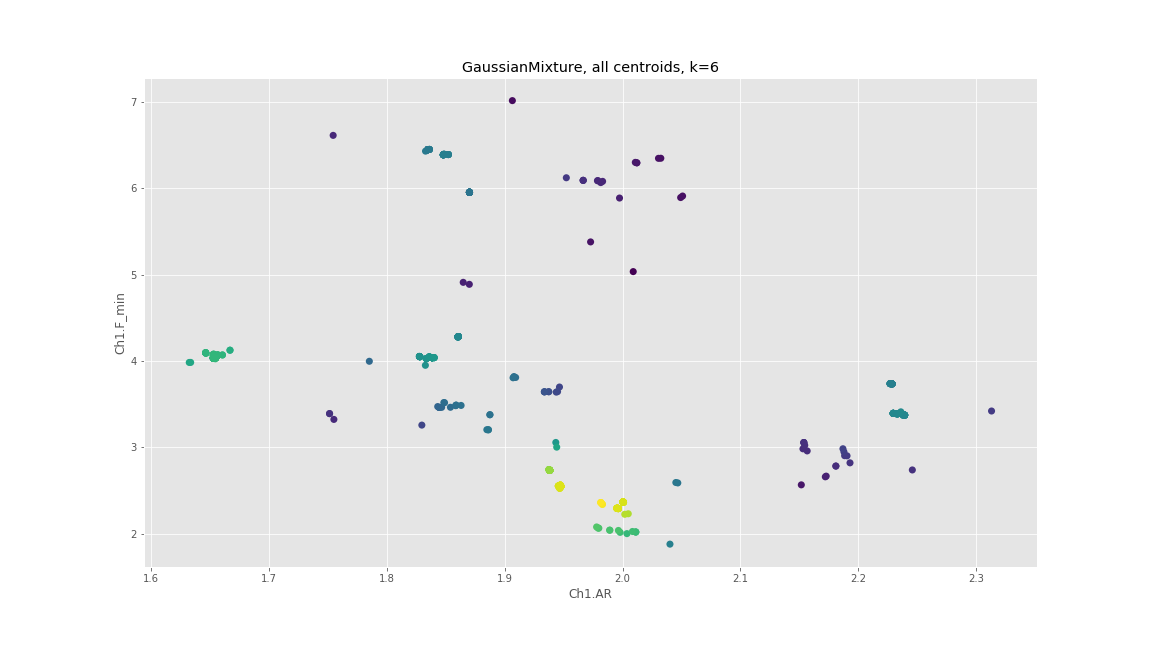 GaussianMixture, all centroids, k=6
7
6
5
4
3
2
Ch1.F_min
1.6 1.7 1.8 1.9 2.0 2.1 2.2 2.3
Ch1.AR